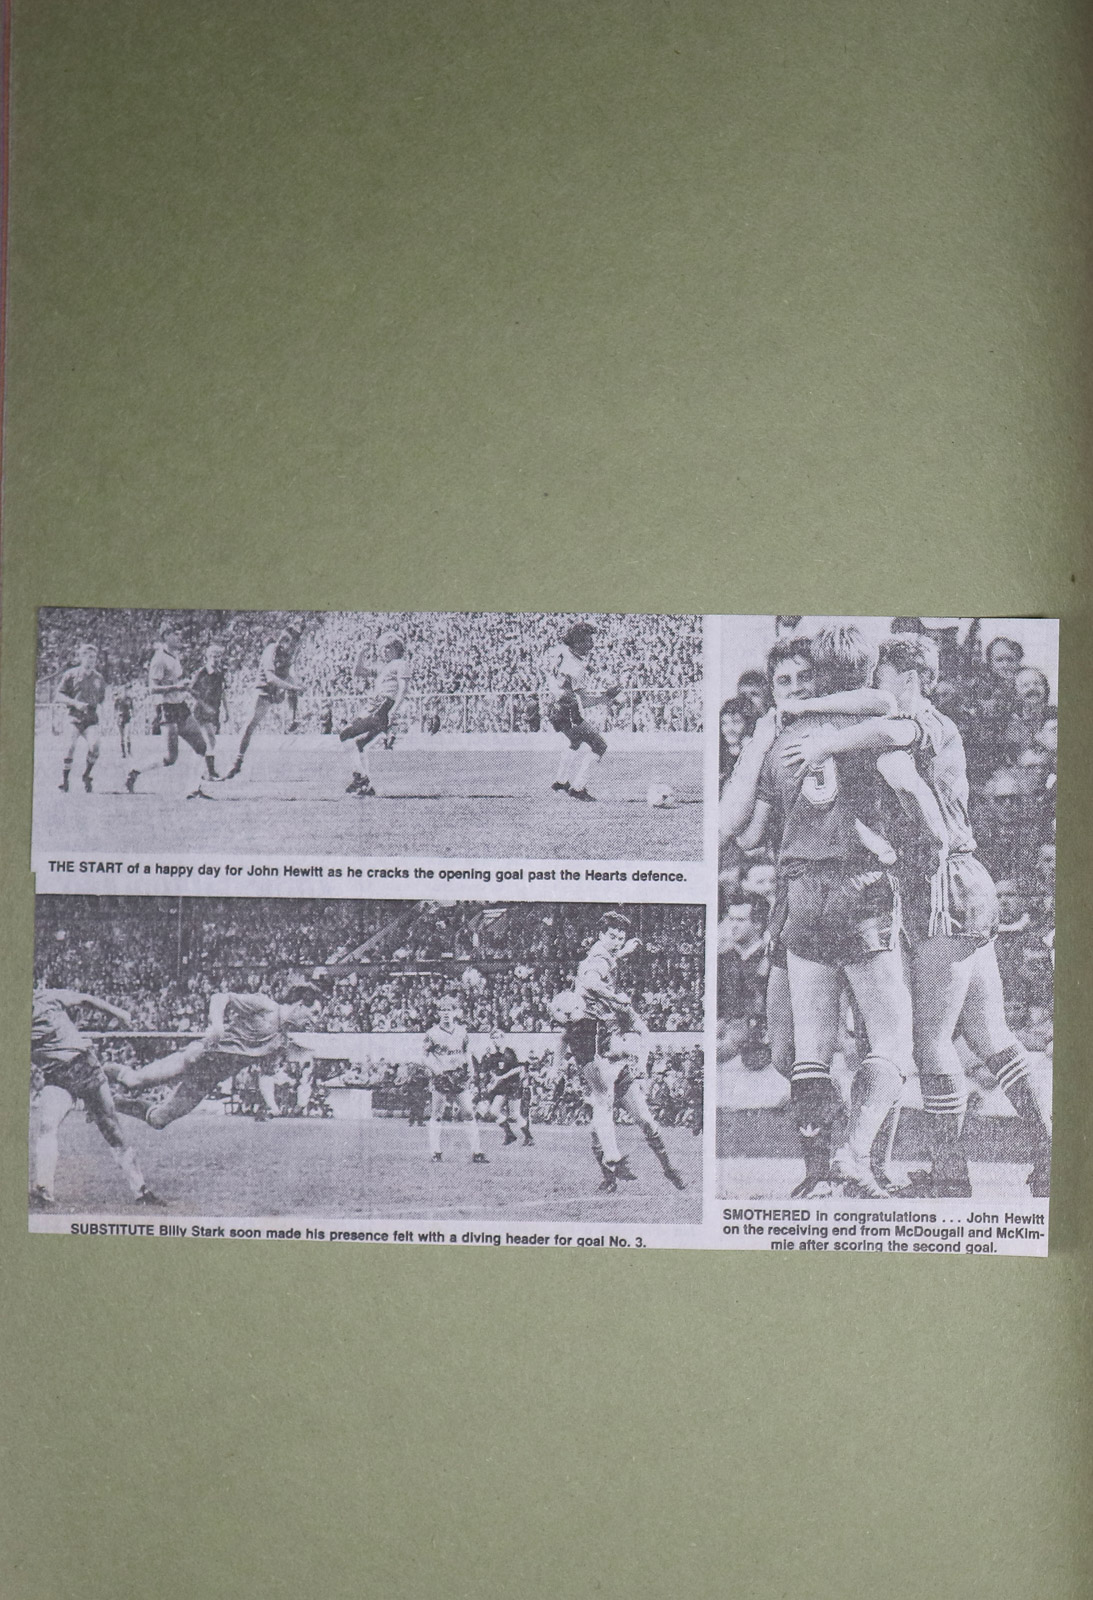 THE START of a happy day for John Hewitt as he cracks the opening goal past the Hearts defence.
SUBSTITUTE Billy Stark soon made his presence felt with a diving header for goal No. 3.
SMOTHERED in congratulations . . . John Hewitt
on the receiving end from McDougall and McKim-
mie after scoring the second goal.